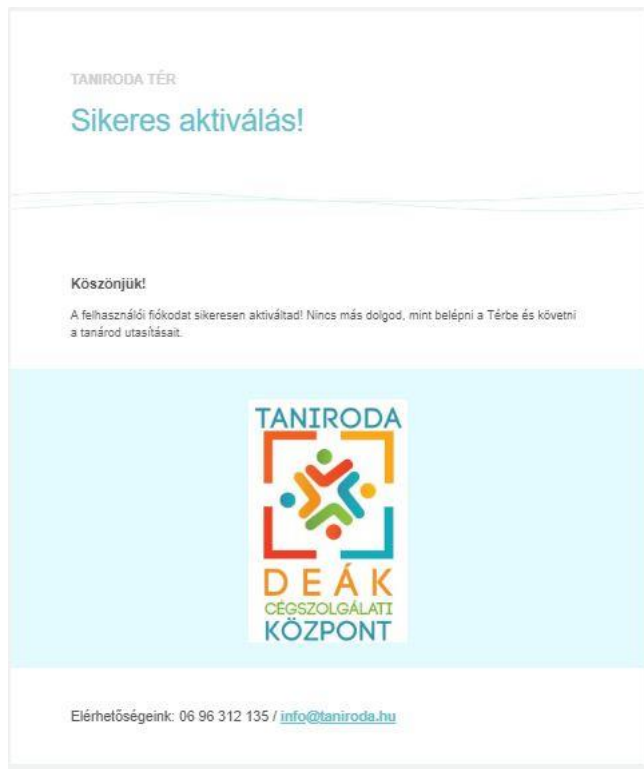 TANIRODA TÉR
Sikeres aktiválás!
Köszönjük!
A felhasználói fiókodat sikeresen aktiváltad! Nincs más dolgod, mint belépni a Térbe és követni
a tanárod utasításait.
TANIRODA
DEÁK
CÉGSZOLGÁLATI
KÖZPONT
Elérhetőségeink: 06 96 312 135 / info@taniroda.hu